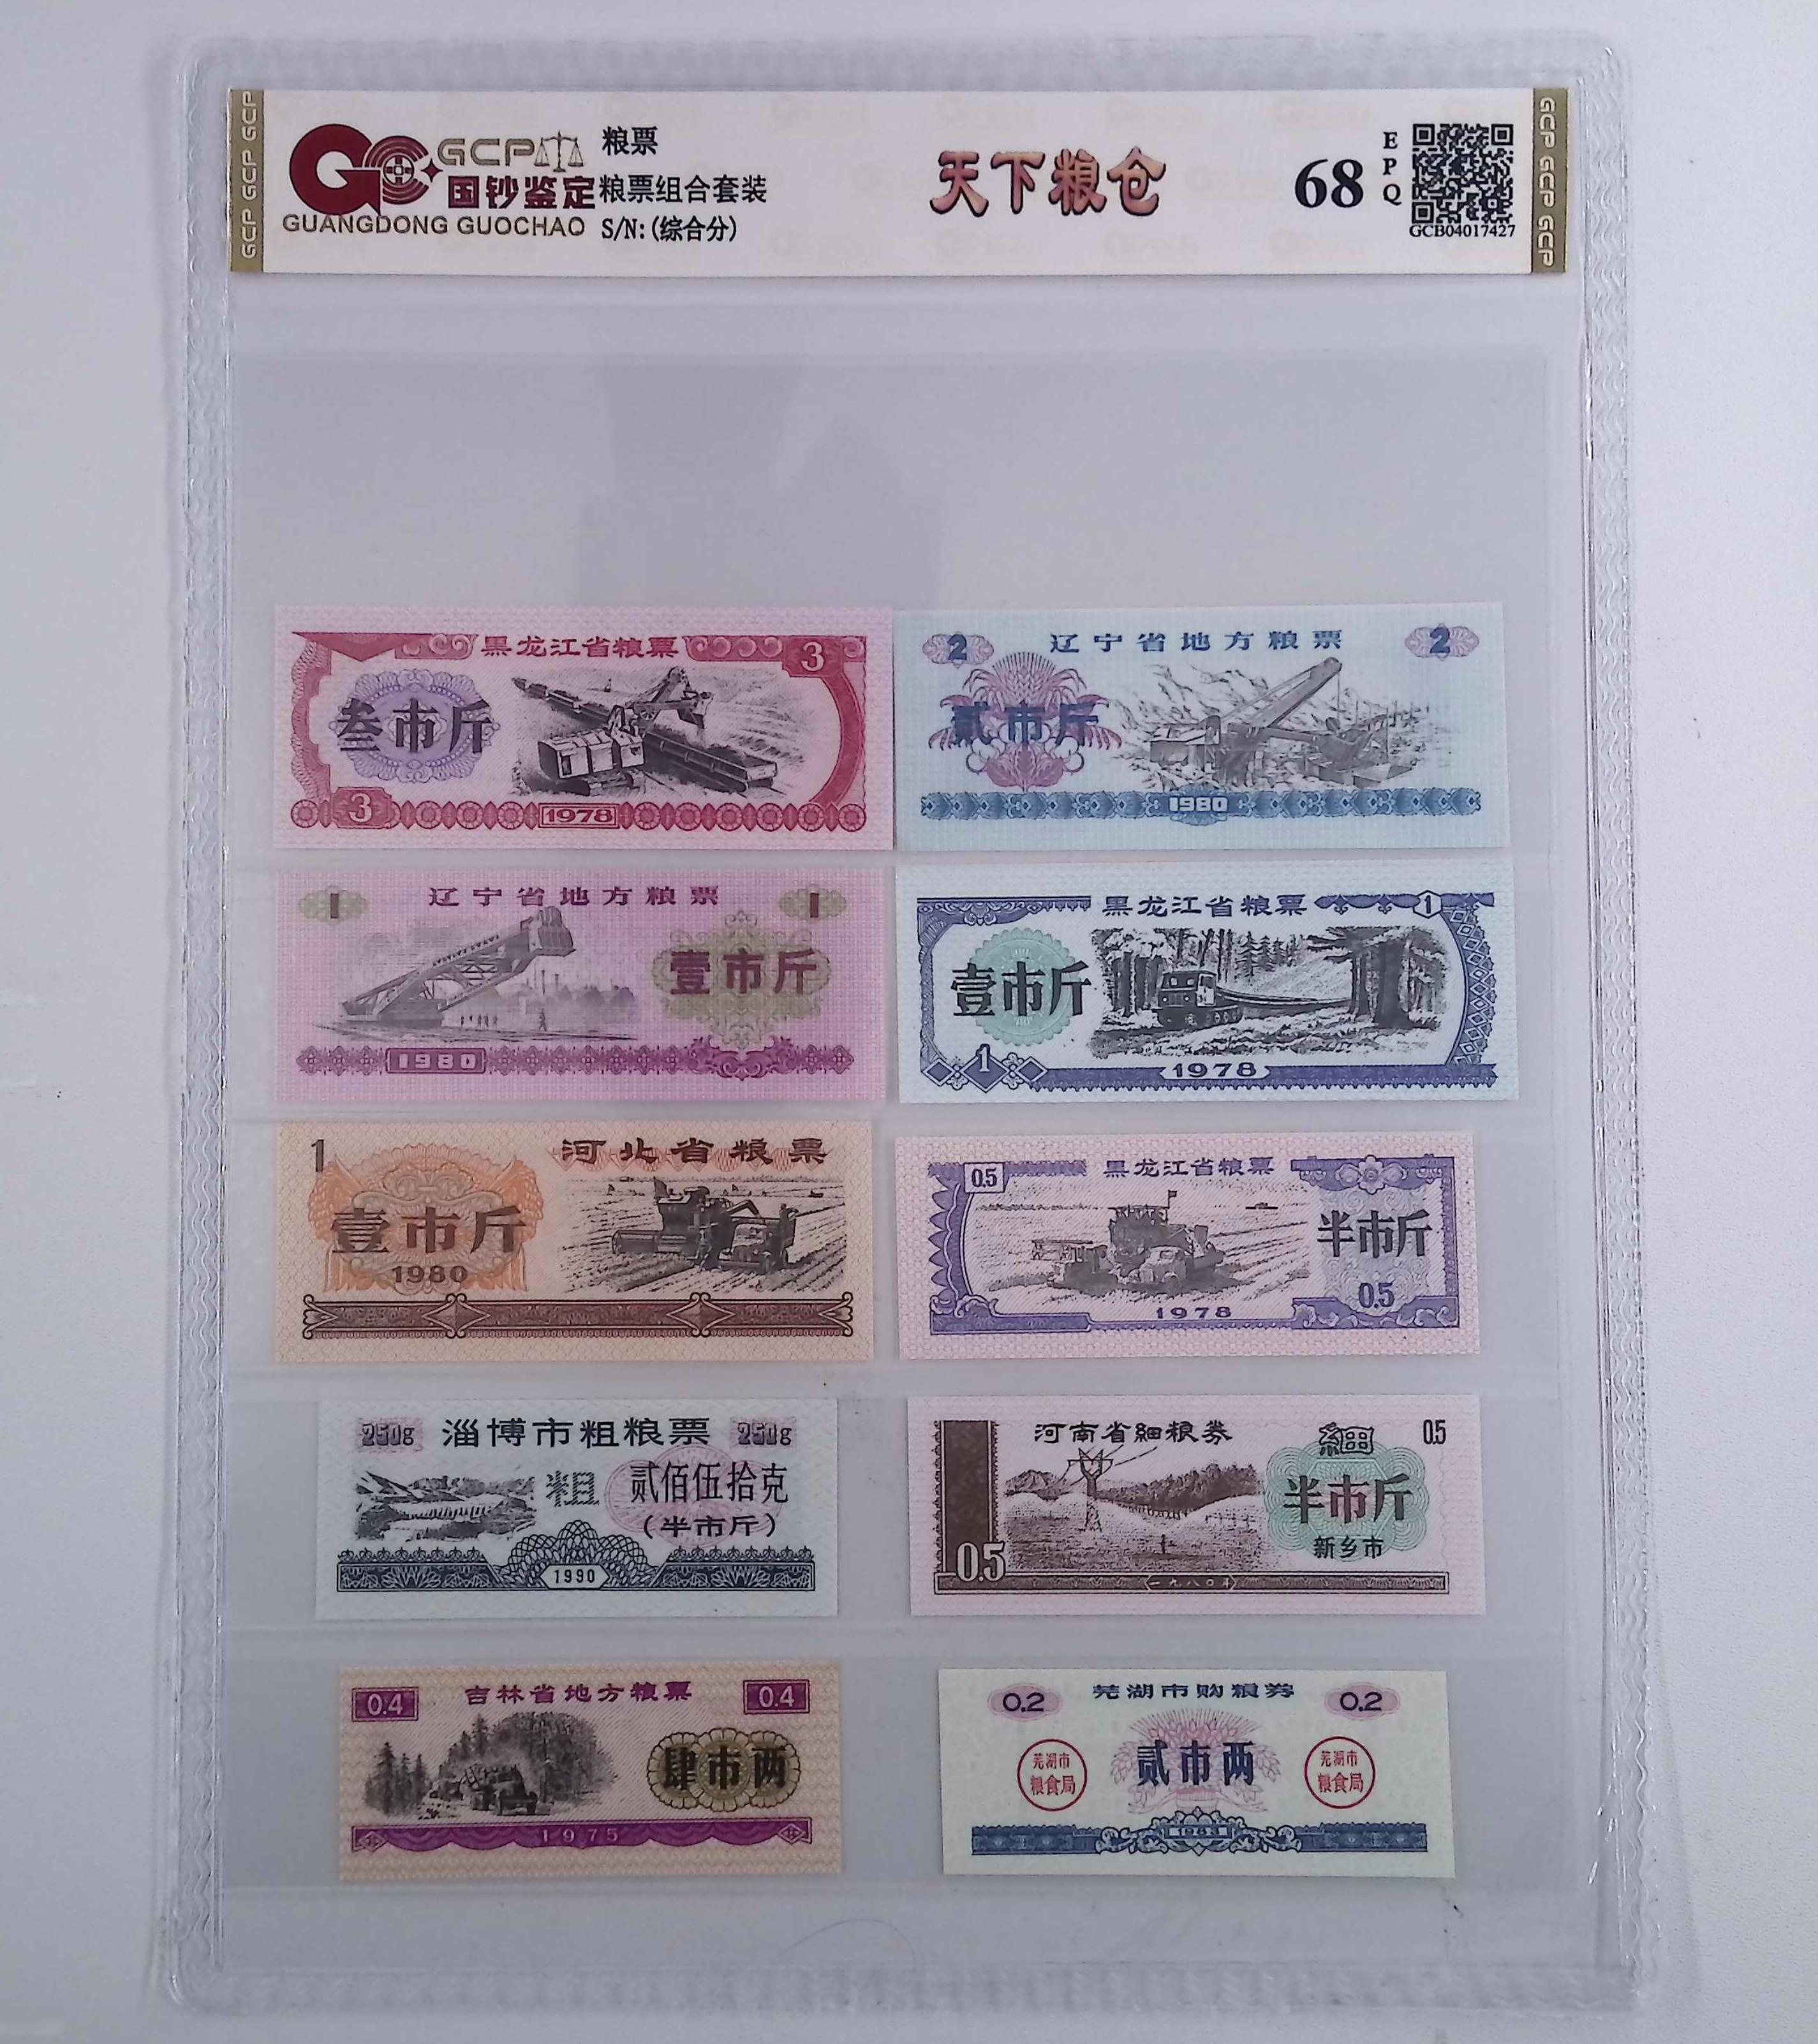 GCP GCP GCP
GCP
国钞鉴定
GUANGDONG GUOCHAO
粮票
粮票组合套装
S/N: (综合分)
天下粮仓
68
EPQ
GCB04017427
GCP GCP GCP
黑龙江省粮票
3
叁市斤
3
1978
2
辽宁省地方粮票
2
贰市斤
1980
1
辽宁省地方粮票
1
壹市斤
1980
黑龙江省粮票
1
壹市斤
1
1978
1
河北省粮票
壹市斤
1980
0.5
黑龙江省粮票
半市斤
0.5
1978
250g
淄博市粗粮票
250g
粗
贰佰伍拾克
(半市斤)
1990
河南省細粮券
細
0.5
半市斤
新乡市
0.5
一九八〇年
0.4
吉林省地方粮票
0.4
肆市两
1975
0.2
芜湖市购粮券
0.2
芜湖市
粮食局
贰市两
芜湖市
粮食局
1983